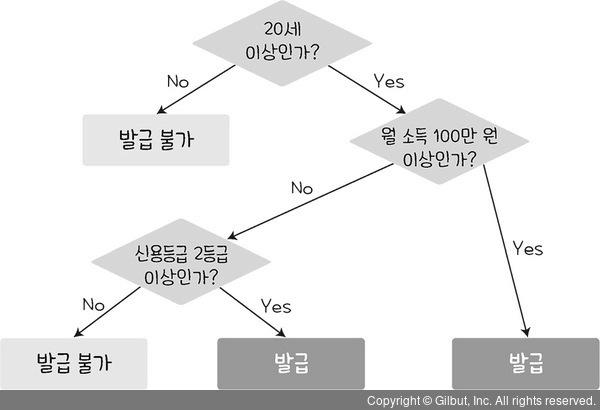 20세
이상인가?
No
Yes
발급 불가
월 소득 100만 원
이상인가?
No
Yes
신용등급 2등급
이상인가?
No
Yes
발급 불가
발급
발급
Copyright © Gilbut, Inc. All rights reserved.